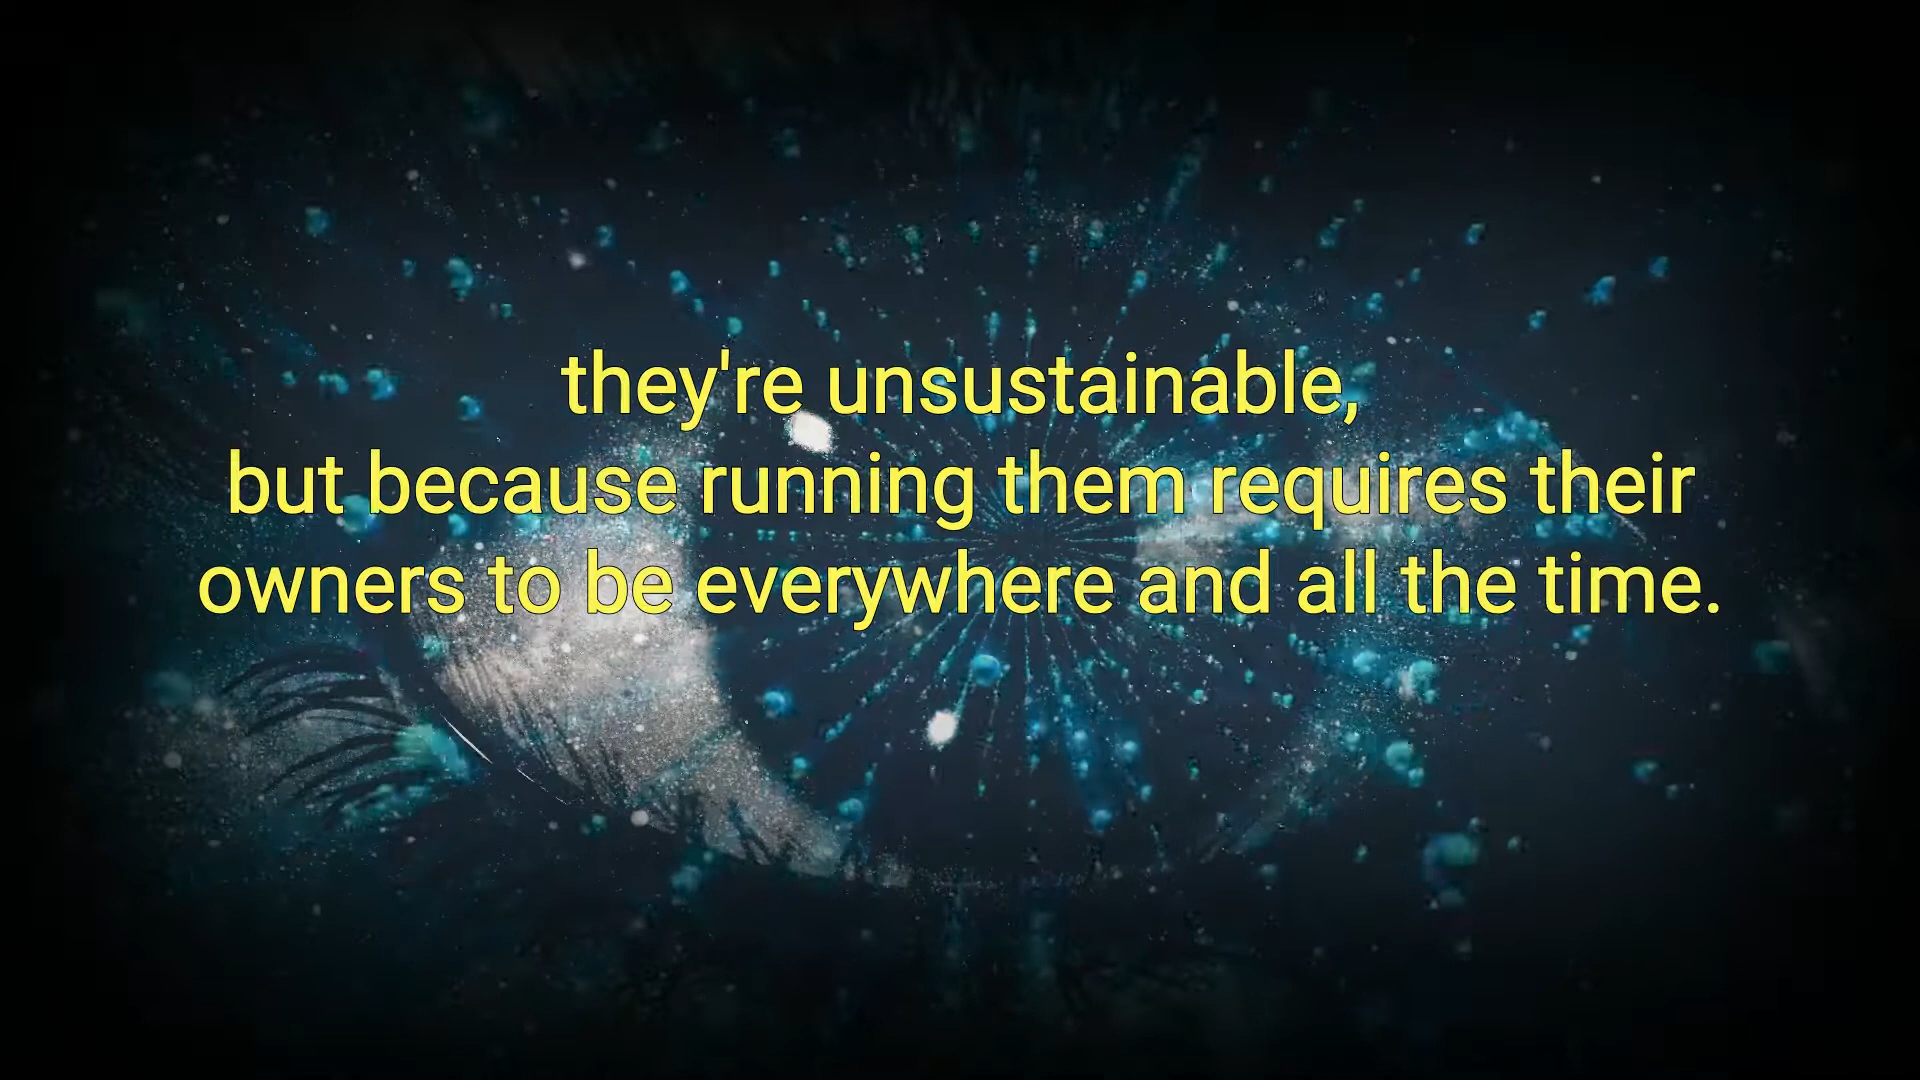 they're unsustainable,
but because running them requires their
owners to be everywhere and all the time.